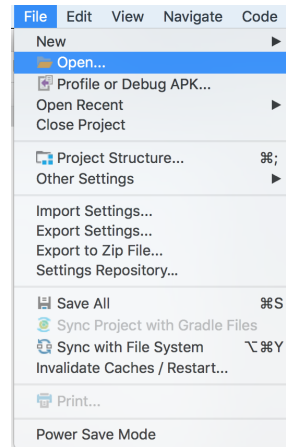 File Edit View Navigate Code
New
Open...
Profile or Debug APK...
Open Recent
Close Project
Project Structure... ⌘;
Other Settings
Import Settings...
Export Settings...
Export to Zip File...
Settings Repository...
Save All ⌘S
Sync Project with Gradle Files
Sync with File System ⌥⌘Y
Invalidate Caches / Restart...
Print...
Power Save Mode